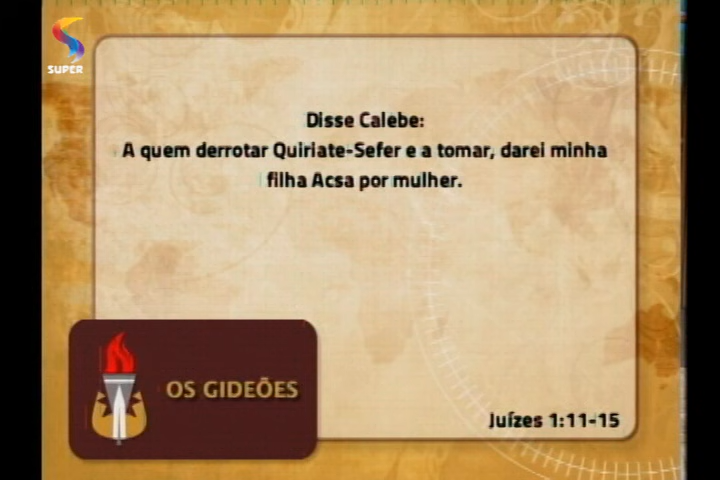 SUPER
Disse Calebe:
A quem derrotar Quiriate-Sefer e a tomar, darei minha
filha Acsa por mulher.
OS GIDEÕES
Juízes 1:11-15